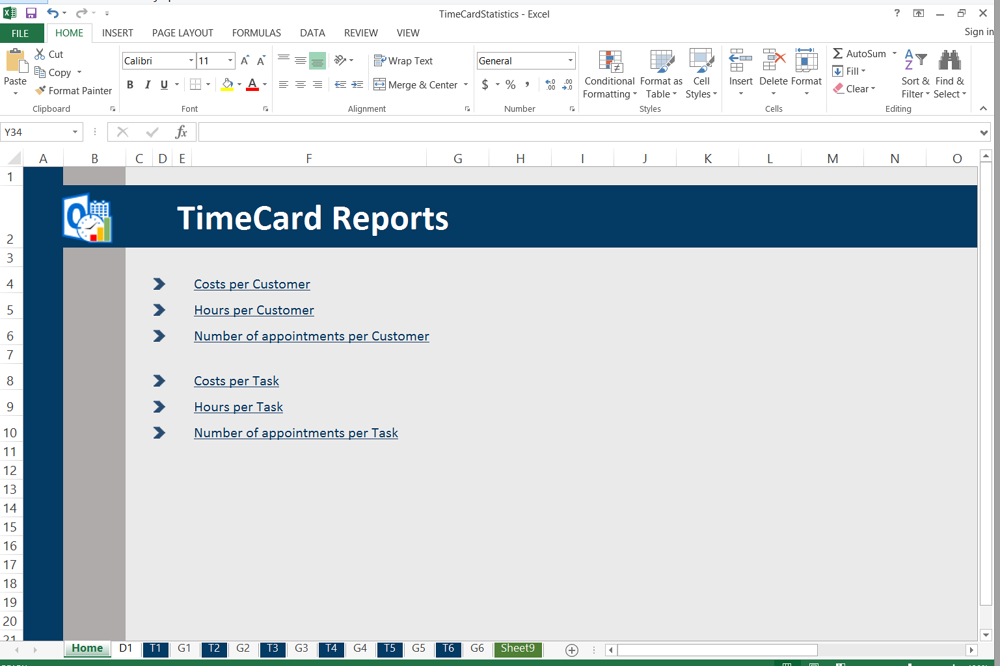 TimeCardStatistics - Excel
?
Sign in
FILE HOME INSERT PAGE LAYOUT FORMULAS DATA REVIEW VIEW
Paste
Cut
Copy
Format Painter
Clipboard
Calibri 11 A A
B I U A
Font
Wrap Text
Merge & Center
Alignment
General
$ % , .0 .00 .00 .0
Number
Conditional Formatting
Format as Table
Cell Styles
Styles
Insert Delete Format
Cells
Σ AutoSum
Fill
Clear
A Z Sort & Filter
Find & Select
Editing
Y34 fx
A B C D E F G H I J K L M N O
1
2 TimeCard Reports
3
4 Costs per Customer
5 Hours per Customer
6 Number of appointments per Customer
7
8 Costs per Task
9 Hours per Task
10 Number of appointments per Task
11
12
13
14
15
16
17
18
19
20
21
Home D1 T1 G1 T2 G2 T3 G3 T4 G4 T5 G5 T6 G6 Sheet9